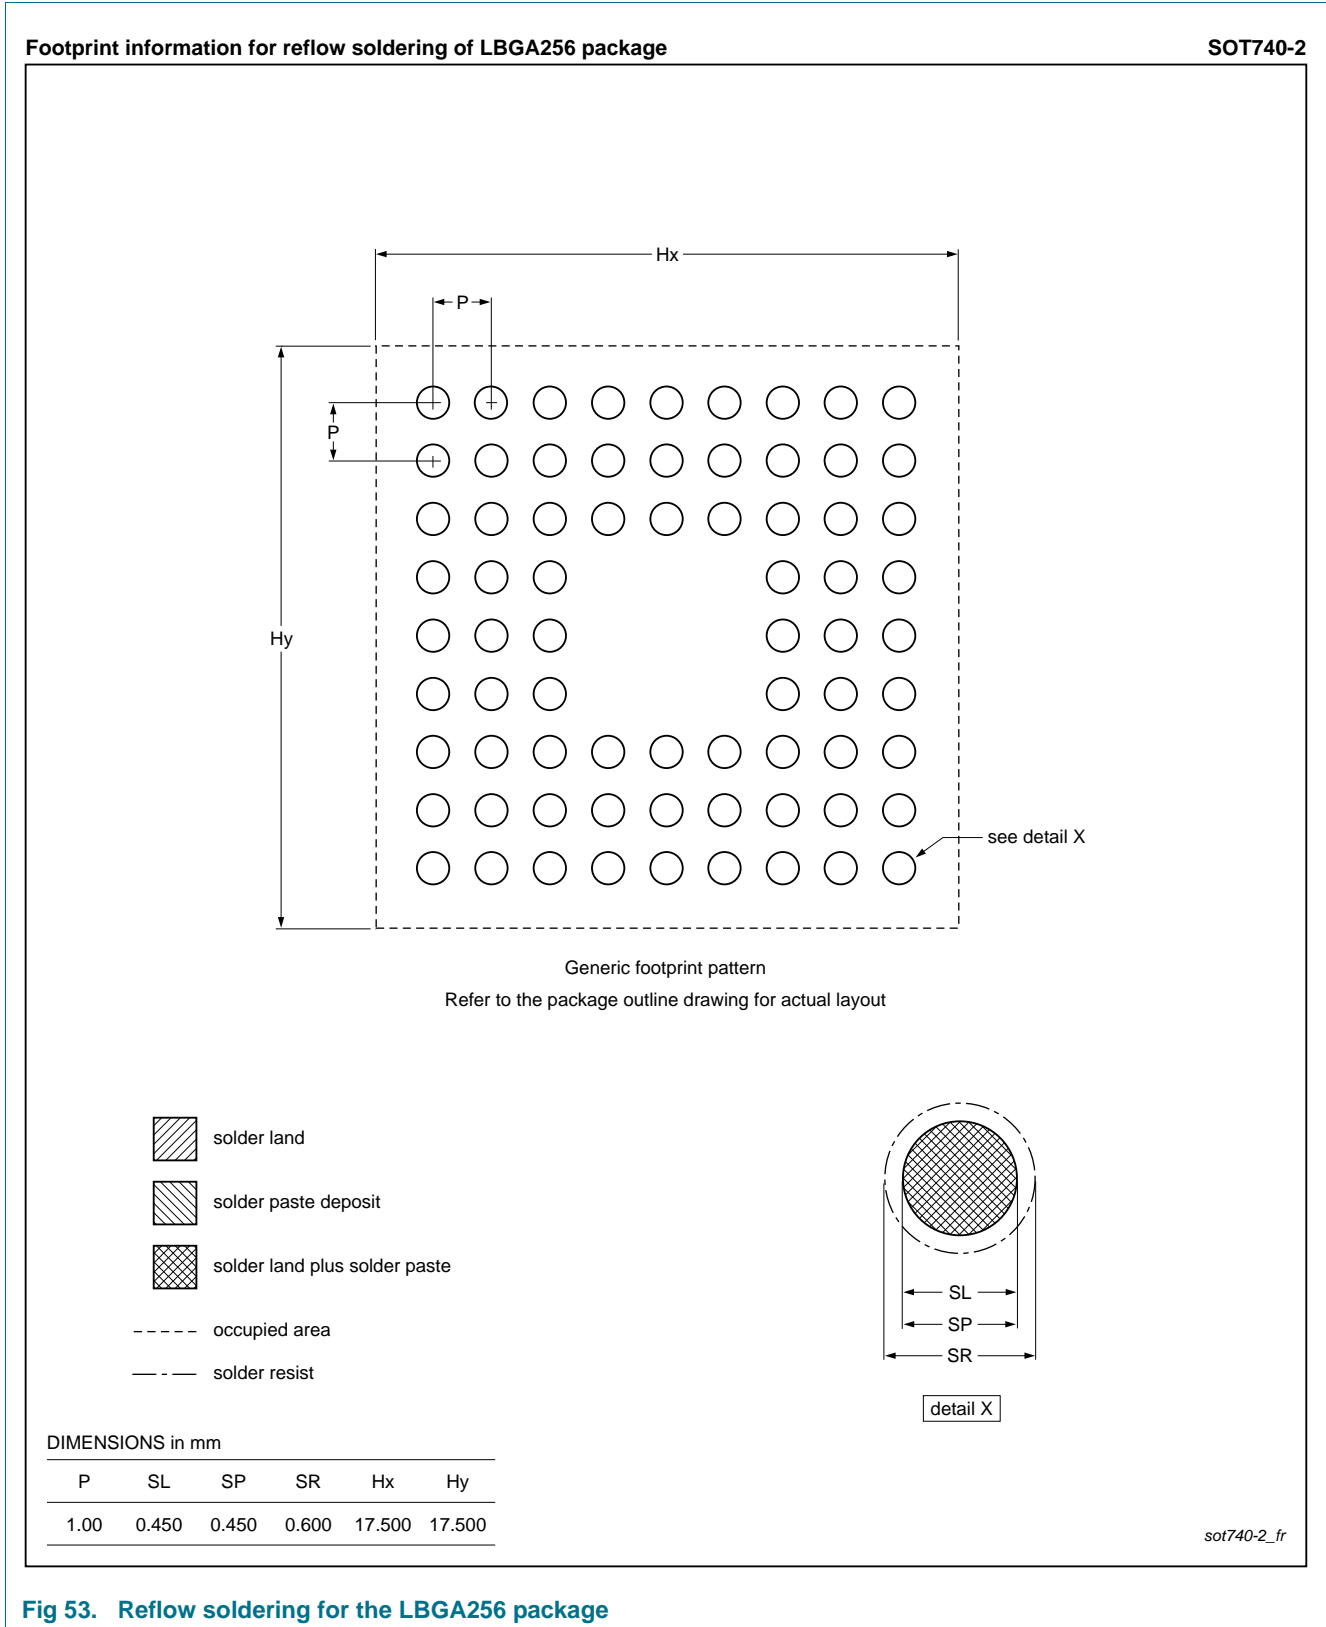 Footprint information for reflow soldering of LBGA256 package SOT740-2
Hx
P
P
Hy
see detail X
Generic footprint pattern
Refer to the package outline drawing for actual layout
solder land
solder paste deposit
solder land plus solder paste
occupied area
solder resist
SL
SP
SR
detail X
DIMENSIONS in mm
P SL SP SR Hx Hy
1.00 0.450 0.450 0.600 17.500 17.500
sot740-2_fr
Fig 53. Reflow soldering for the LBGA256 package